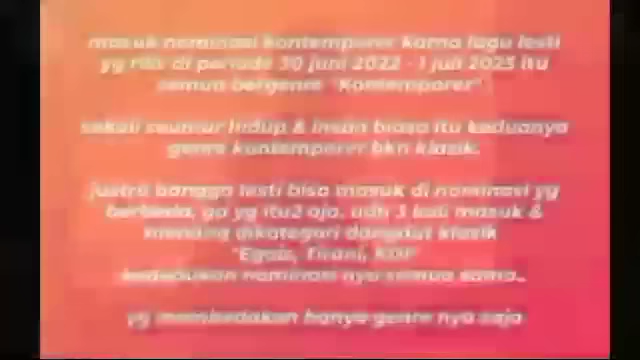 masuk nominasi kontemporer karna lagu lesti
yg rilis di periode 30 juni 2022 - 1 juli 2023 itu
semua bergenre "Kontemporer".
sekali seumur hidup & insan biasa itu keduanya
genre kontemporer bkn klasik.
justru bangga lesti bisa masuk di nominasi yg
berbeda, ga yg itu2 aja. udh 3 kali masuk &
menang dikategori dangdut klasik
"Egois, Tirani, KDI"
kedudukan nominasi nya semua sama..
yg membedakan hanya genre nya saja